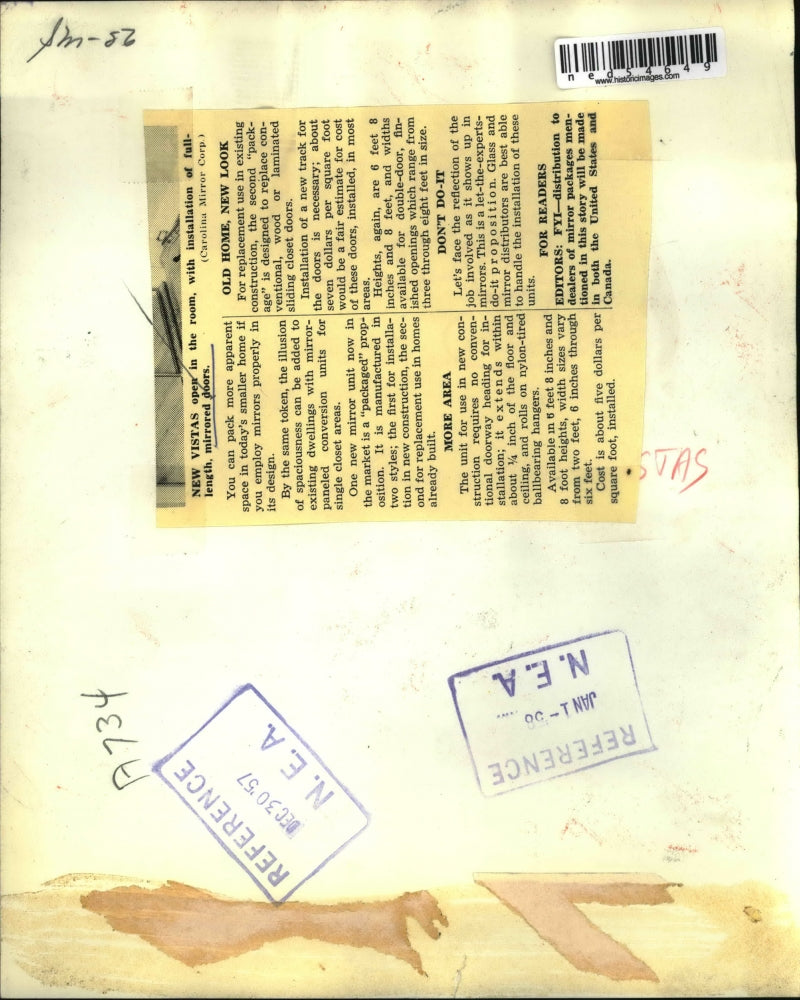 ned54649
www.historicimages.com
NEW VISTAS open in the room, with installation of full-
length, mirrored doors.
(Carolina Mirror Corp.)
You can pack more apparent
space in today's smaller home if
you employ mirrors properly in
its design.
By the same token, the illusion
of spaciousness can be added to
existing dwellings with mirror-
paneled conversion units for
single closet areas.
One new mirror unit now in
the market is a "packaged" prop-
osition. It is manufactured in
two styles; the first for installa-
tion in new construction, the sec-
ond for replacement use in homes
already built.
MORE AREA
The unit for use in new con-
struction requires no conven-
tional doorway heading for in-
stallation; it extends within
about ¼ inch of the floor and
ceiling, and rolls on nylon-tired
ballbearing hangers.
Available in 6 feet 8 inches and
8 foot heights, width sizes vary
from two feet, 6 inches through
six feet.
Cost is about five dollars per
square foot, installed.
OLD HOME, NEW LOOK
For replacement use in existing
construction, the second "pack-
age" is designed to replace con-
ventional, wood or laminated
sliding closet doors.
Installation of a new track for
the doors is necessary; about
seven dollars per square foot
would be a fair estimate for cost
of these doors, installed, in most
areas.
Heights, again, are 6 feet 8
inches and 8 feet, and widths
available for double-door, fin-
ished openings which range from
three through eight feet in size.
DON'T DO-IT
Let's face the reflection of the
job involved as it shows up in
mirrors. This is a let-the-experts-
do-it proposition. Glass and
mirror distributors are best able
to handle the installation of these
units.
FOR READERS
EDITORS: FYI—distribution to
dealers of mirror packages men-
tioned in this story will be made
in both the United States and
Canada.
STAS
A734
REFERENCE
DEC 30 '57
N. E. A.
REFERENCE
N. E. A.